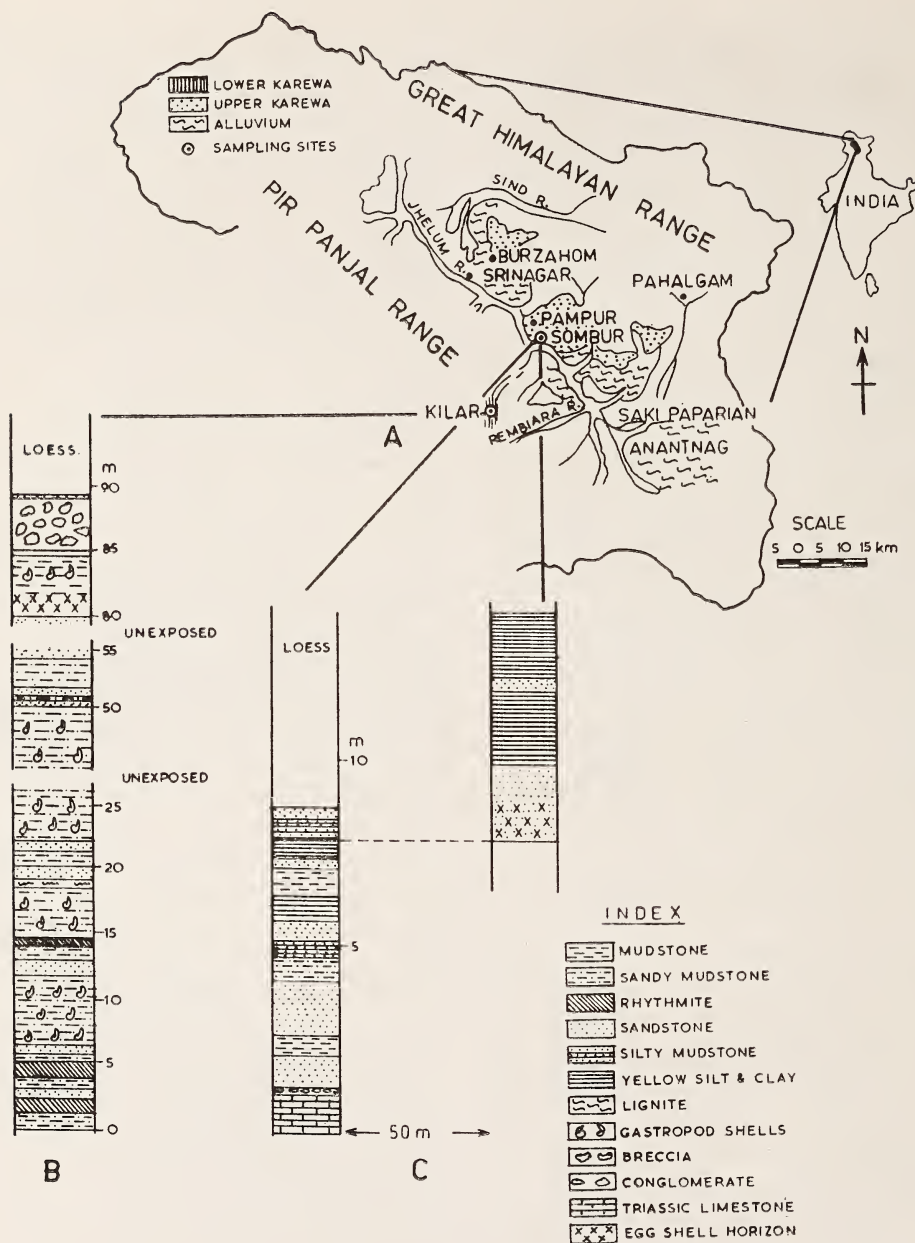 LOWER KAREWA
UPPER KAREWA
ALLUVIUM
SAMPLING SITES
GREAT HIMALAYAN RANGE
PIR PANJAL RANGE
SIND R.
JHELUM R.
BURZAHOM
SRINAGAR
PAHALGAM
PAMPUR
SOMBUR
KILAR
REMBIARA R.
SAKI PAPARIAN
ANANTNAG
INDIA
N
A
SCALE
5 0 5 10 15 km
LOESS
m
90
85
80
UNEXPOSED
55
50
UNEXPOSED
25
20
15
10
5
0
B
LOESS
m
10
5
50 m
C
INDEX
MUDSTONE
SANDY MUDSTONE
RHYTHMITE
SANDSTONE
SILTY MUDSTONE
YELLOW SILT & CLAY
LIGNITE
GASTROPOD SHELLS
BRECCIA
CONGLOMERATE
TRIASSIC LIMESTONE
EGG SHELL HORIZON